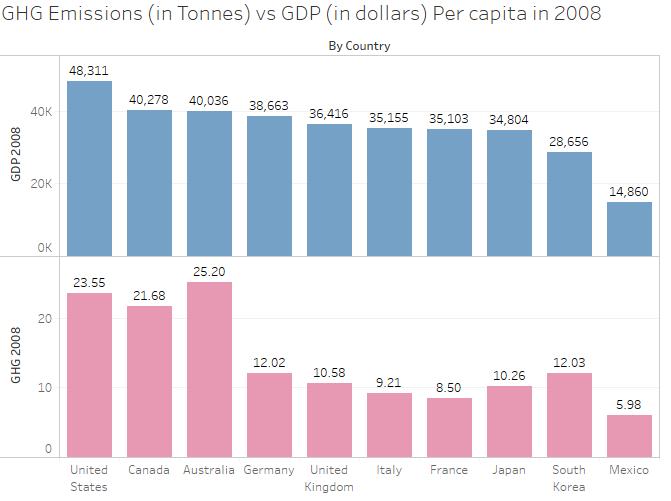 GHG Emissions (in Tonnes) vs GDP (in dollars) Per capita in 2008
By Country
GDP 2008
40K
20K
0K
48,311
40,278
40,036
38,663
36,416
35,155
35,103
34,804
28,656
14,860
GHG 2008
20
10
0
23.55
21.68
25.20
12.02
10.58
9.21
8.50
10.26
12.03
5.98
United
States
Canada
Australia
Germany
United
Kingdom
Italy
France
Japan
South
Korea
Mexico